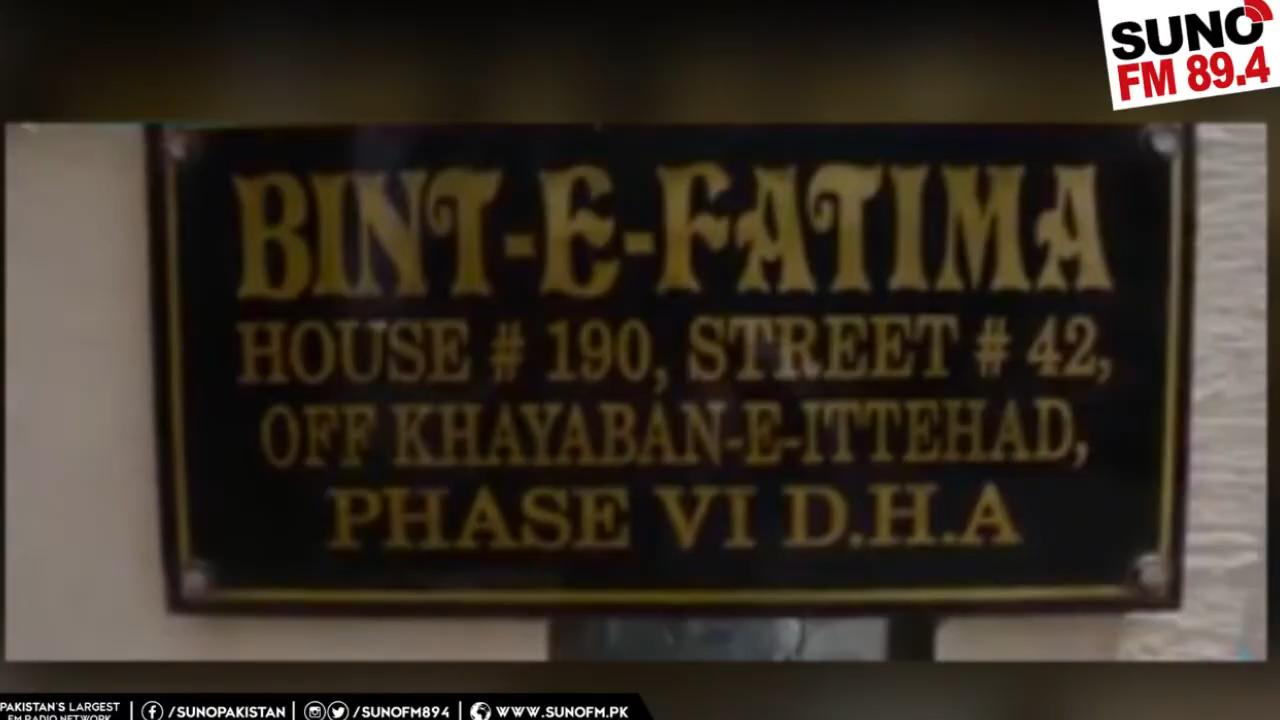 SUNO
FM 89.4
BINT-E-FATIMA
HOUSE # 190, STREET # 42,
OFF KHAYABAN-E-ITTEHAD,
PHASE VI D.H.A
PAKISTAN'S LARGEST
FM RADIO NETWORK
/SUNOPAKISTAN
/SUNOFM894
WWW.SUNOFM.PK